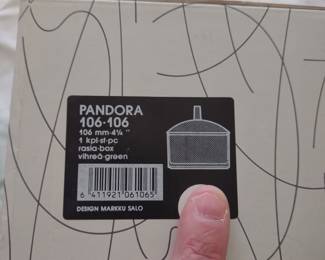 PANDORA
106-106
106 mm-4¼"
1 kpl-st-pc
rasia-box
vihreä-green
6 411921 061065
DESIGN MARKKU SALO